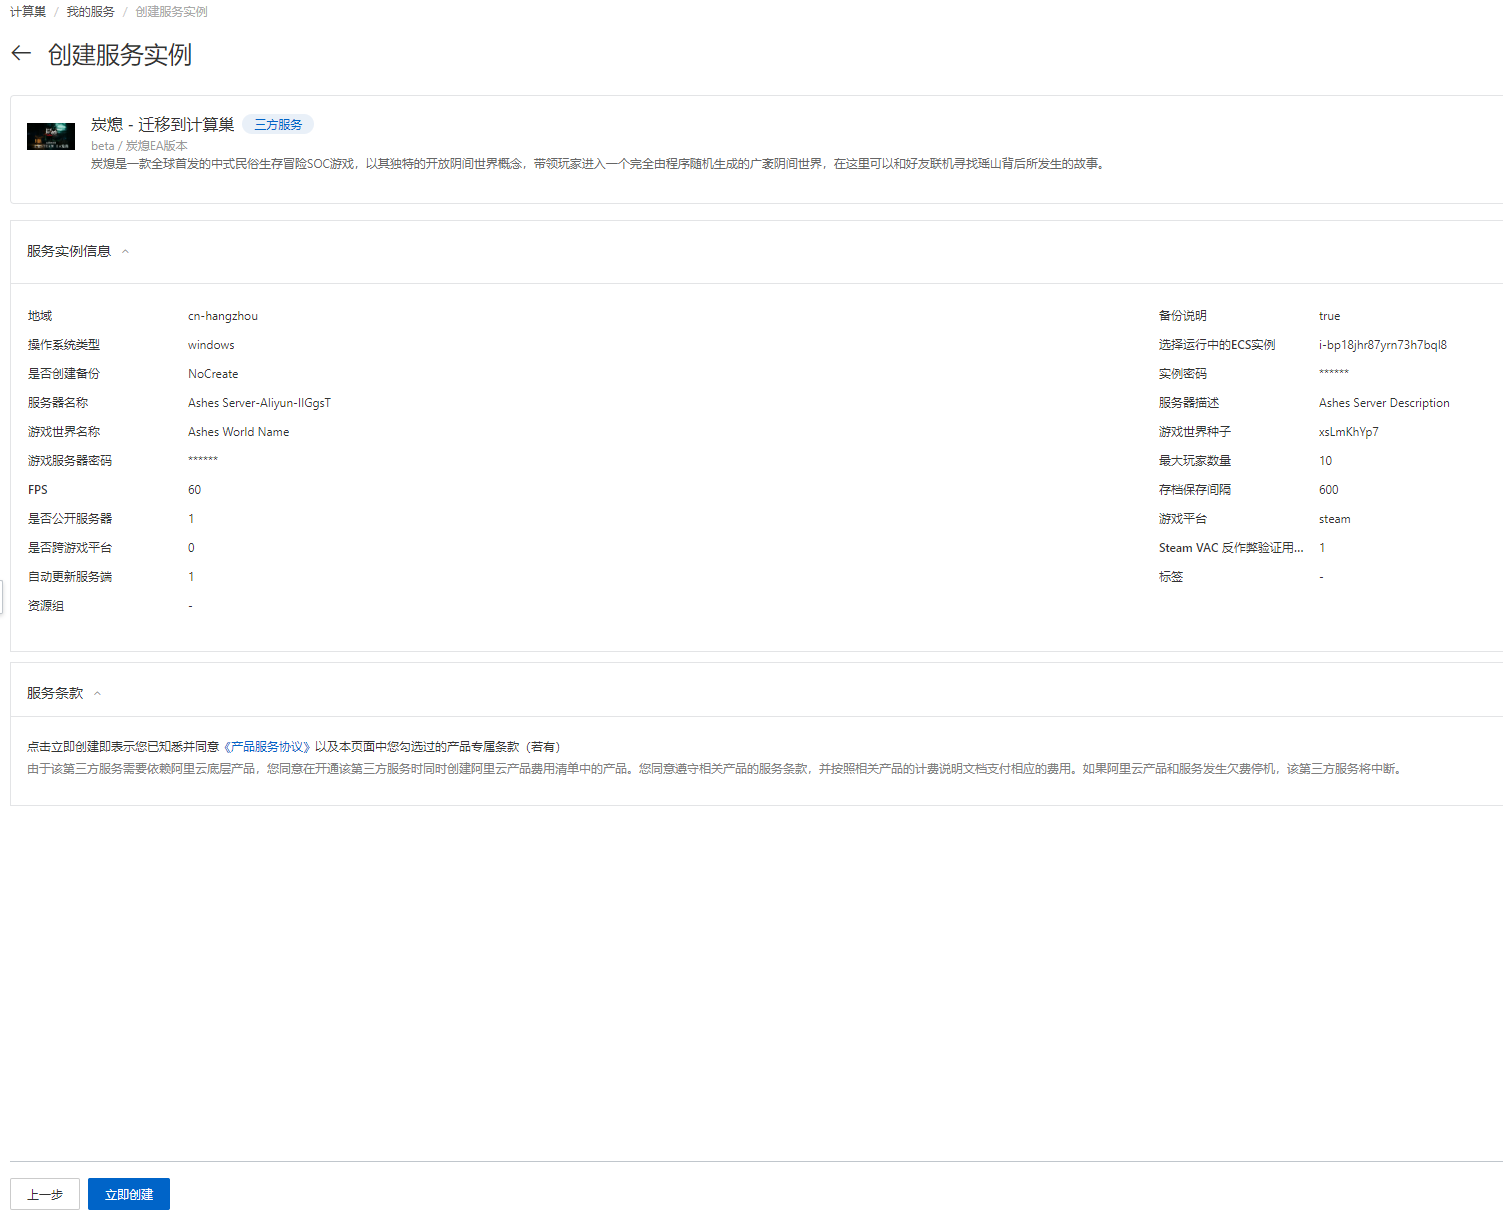 计算巢 / 我的服务 / 创建服务实例
← 创建服务实例
炭熄 - 迁移到计算巢 三方服务
beta / 炭熄EA版本
炭熄是一款全球首发的中式民俗生存冒险SOC游戏，以其独特的开放阴间世界概念，带领玩家进入一个完全由程序随机生成的广袤阴间世界，在这里可以和好友联机寻找瑶山背后所发生的故事。
服务实例信息
地域 cn-hangzhou 备份说明 true
操作系统类型 windows 选择运行中的ECS实例 i-bp18jhr87yrn73h7bql8
是否创建备份 NoCreate 实例密码 ******
服务器名称 Ashes Server-Aliyun-IlGgsT 服务器描述 Ashes Server Description
游戏世界名称 Ashes World Name 游戏世界种子 xsLmKhYp7
游戏服务器密码 ****** 最大玩家数量 10
FPS 60 存档保存间隔 600
是否公开服务器 1 游戏平台 steam
是否跨游戏平台 0 Steam VAC 反作弊验证用... 1
自动更新服务端 1 标签 -
资源组 -
服务条款
点击立即创建即表示您已知悉并同意《产品服务协议》以及本页面中您勾选过的产品专属条款（若有）
由于该第三方服务需要依赖阿里云底层产品，您同意在开通该第三方服务时同时创建阿里云产品费用清单中的产品。您同意遵守相关产品的服务条款，并按照相关产品的计费说明文档支付相应的费用。如果阿里云产品和服务发生欠费停机，该第三方服务将中断。
上一步 立即创建